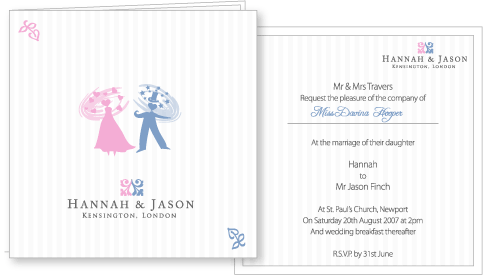 HANNAH & JASON
KENSINGTON, LONDON
HANNAH & JASON
KENSINGTON, LONDON
Mr & Mrs Travers
Request the pleasure of the company of
Miss Davina Hooper
At the marriage of their daughter
Hannah
to
Mr Jason Finch
At St. Paul's Church, Newport
On Saturday 20th August 2007 at 2pm
And wedding breakfast thereafter
R.S.V.P. by 31st June